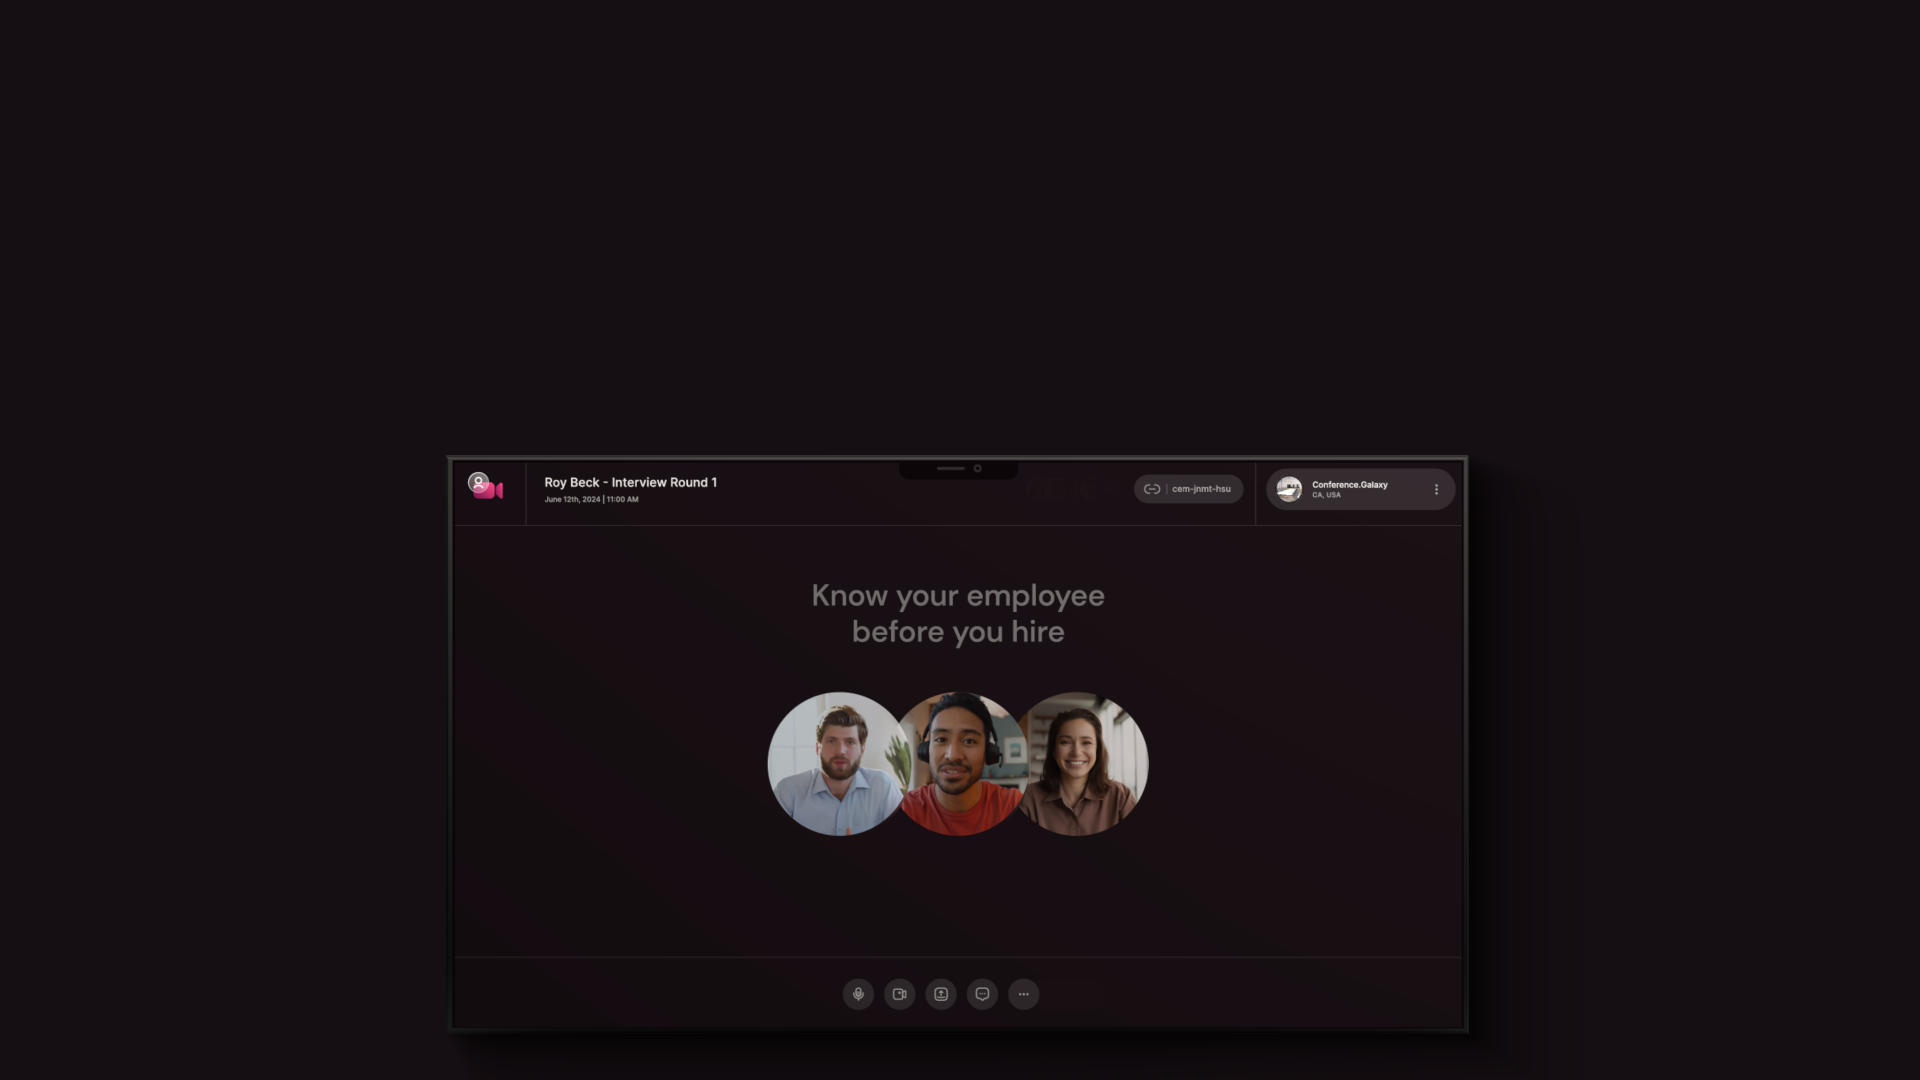 Roy Beck - Interview Round 1
June 12th, 2024 | 11:00 AM
cem-jnmt-hsu
Conference.Galaxy
CA, USA
Know your employee
before you hire